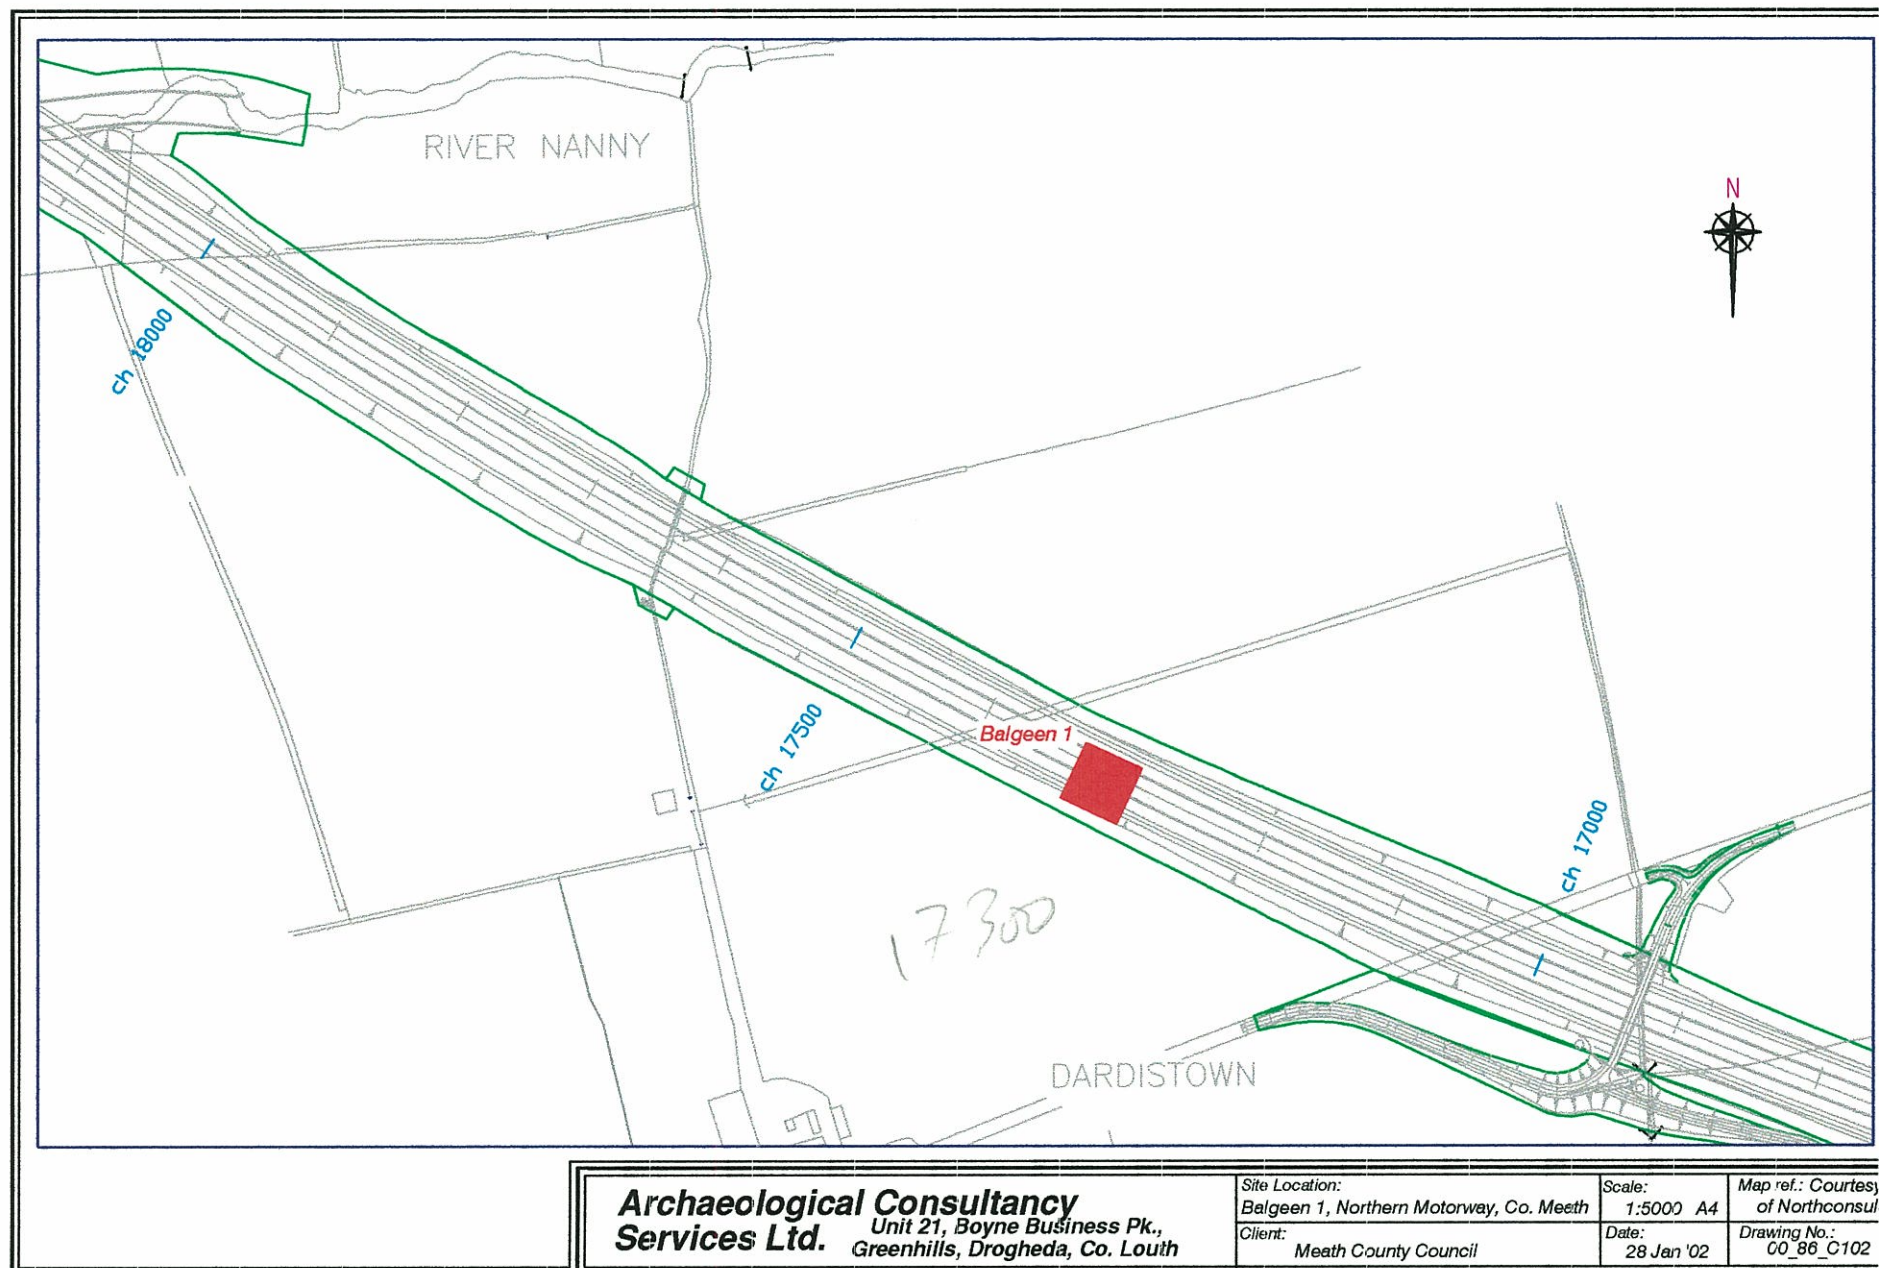 RIVER NANNY
N
ch 18000
ch 17500
Balgeen 1
ch 17000
17300
DARDISTOWN
Archaeological Consultancy
Services Ltd.
Unit 21, Boyne Business Pk.,
Greenhills, Drogheda, Co. Louth
Site Location:
Balgeen 1, Northern Motorway, Co. Meath
Client:
Meath County Council
Scale:
1:5000 A4
Date:
28 Jan '02
Map ref.: Courtesy
of Northconsul
Drawing No.:
00_86_C102